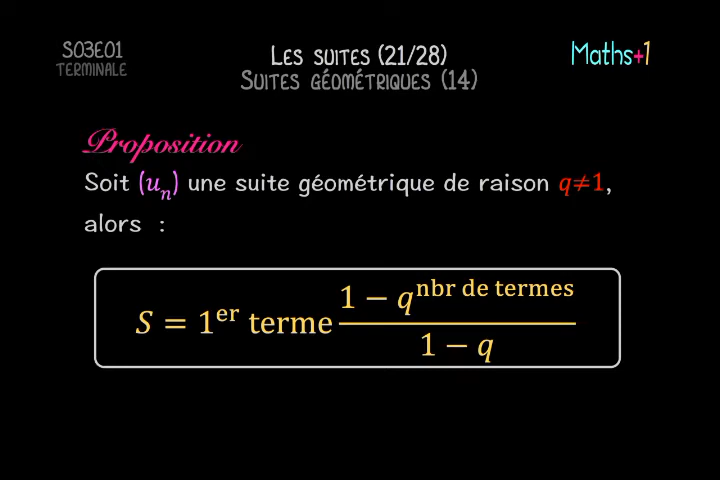 S03E01
TERMINALE
LES SUITES (21/28)
SUITES GÉOMÉTRIQUES (14)
Maths+1
Proposition
Soit (uₙ) une suite géométrique de raison q≠1,
alors :
S = 1ᵉʳ terme (1 − q^(nbr de termes))/(1 − q)